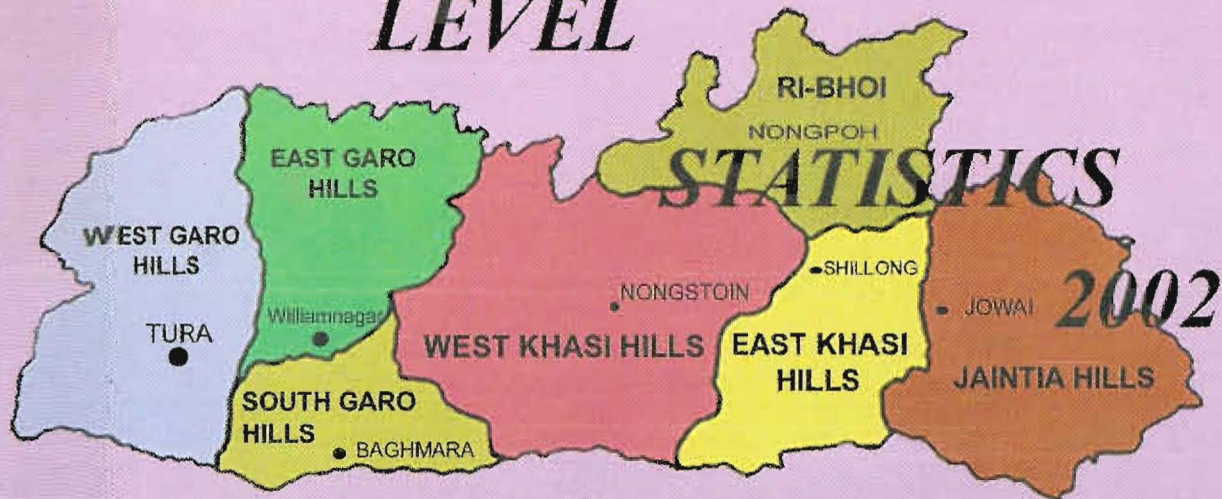 LEVEL
RI-BHOI
NONGPOH
STATISTICS
EAST GARO
HILLS
WEST GARO
HILLS
SHILLONG
2002
NONGSTOIN
JOWAI
Williamnagar
TURA
WEST KHASI HILLS
EAST KHASI
HILLS
JAINTIA HILLS
SOUTH GARO
HILLS
BAGHMARA